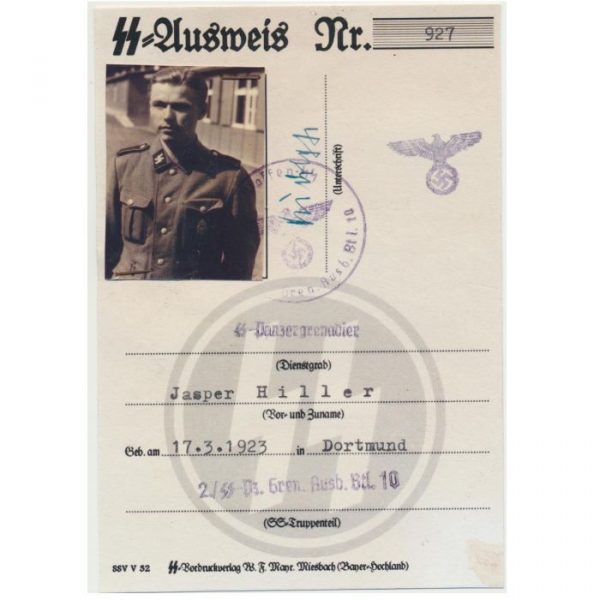 SS-Ausweis Nr. 927
(Unterschrift)
SS-Panzergrenadier
(Dienstgrad)
Jasper Hiller
(Vor- und Zuname)
Geb. am 17.3.1923 in Dortmund
2./SS-Pz. Gren. Ausb. Btl. 10
(SS-Truppenteil)
SSV V 52 SS-Vordruckverlag W. F. Mayr. Miesbach (Bayer-Hochland)